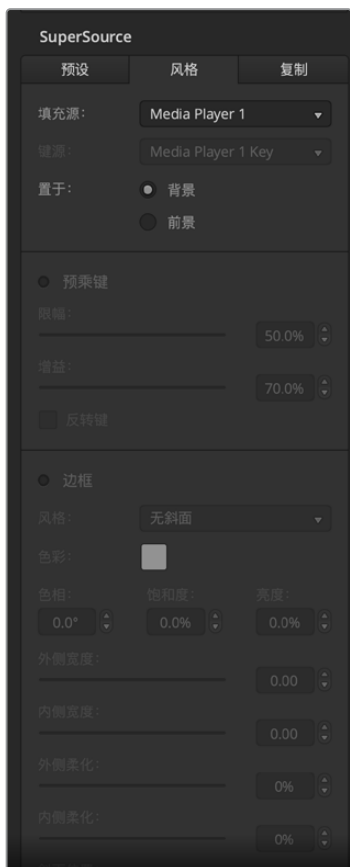 SuperSource
预设 风格 复制
填充源： Media Player 1
键源： Media Player 1 Key
置于： 背景
前景
预乘键
限幅：
50.0%
增益：
70.0%
反转键
边框
风格： 无斜面
色彩：
色相： 饱和度： 亮度：
0.0° 0.0% 0.0%
外侧宽度：
0.00
内侧宽度：
0.00
外侧柔化：
0%
内侧柔化：
0%